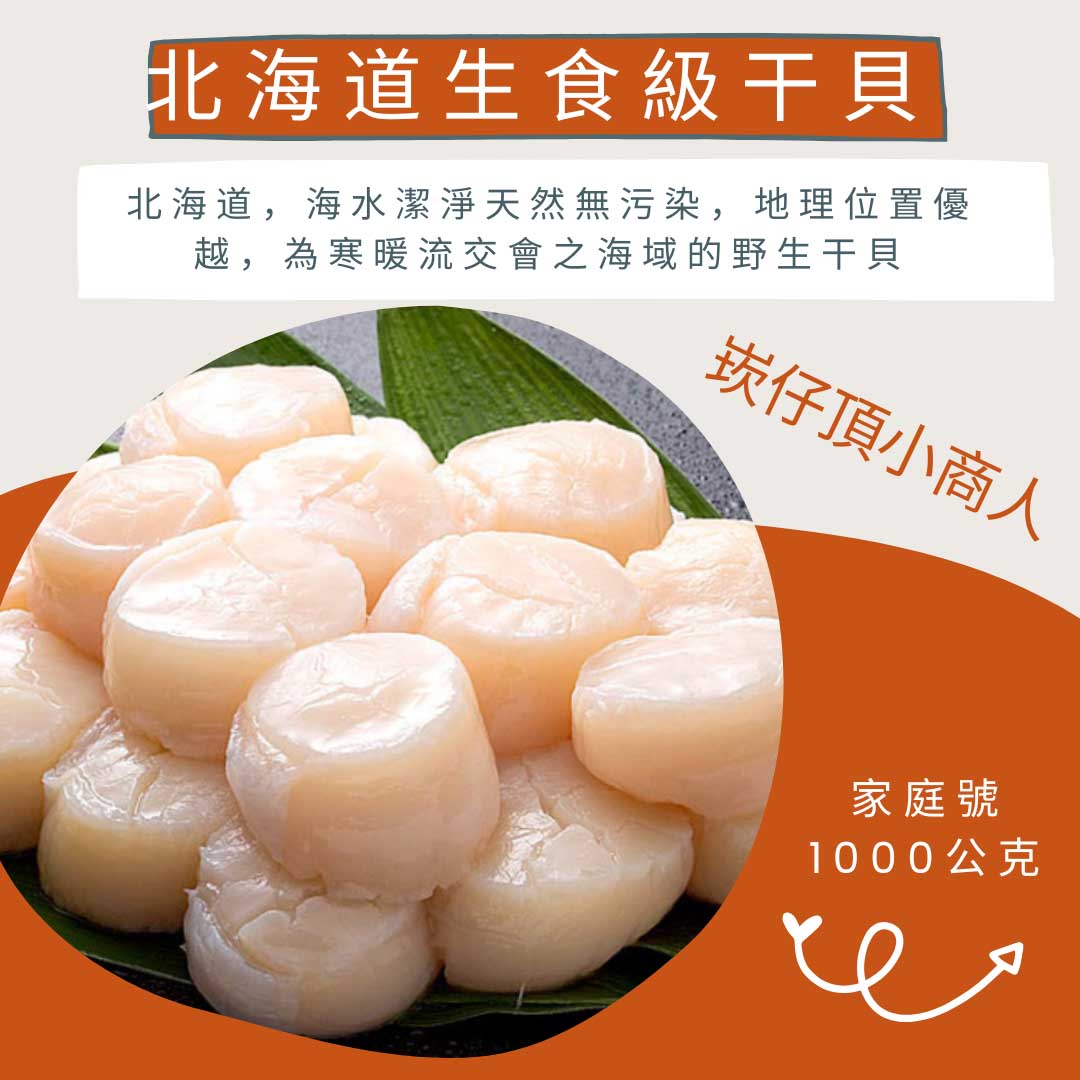 北海道生食級干貝
北海道，海水潔淨天然無污染，地理位置優
越，為寒暖流交會之海域的野生干貝
崁仔頂小商人
家庭號
1000公克